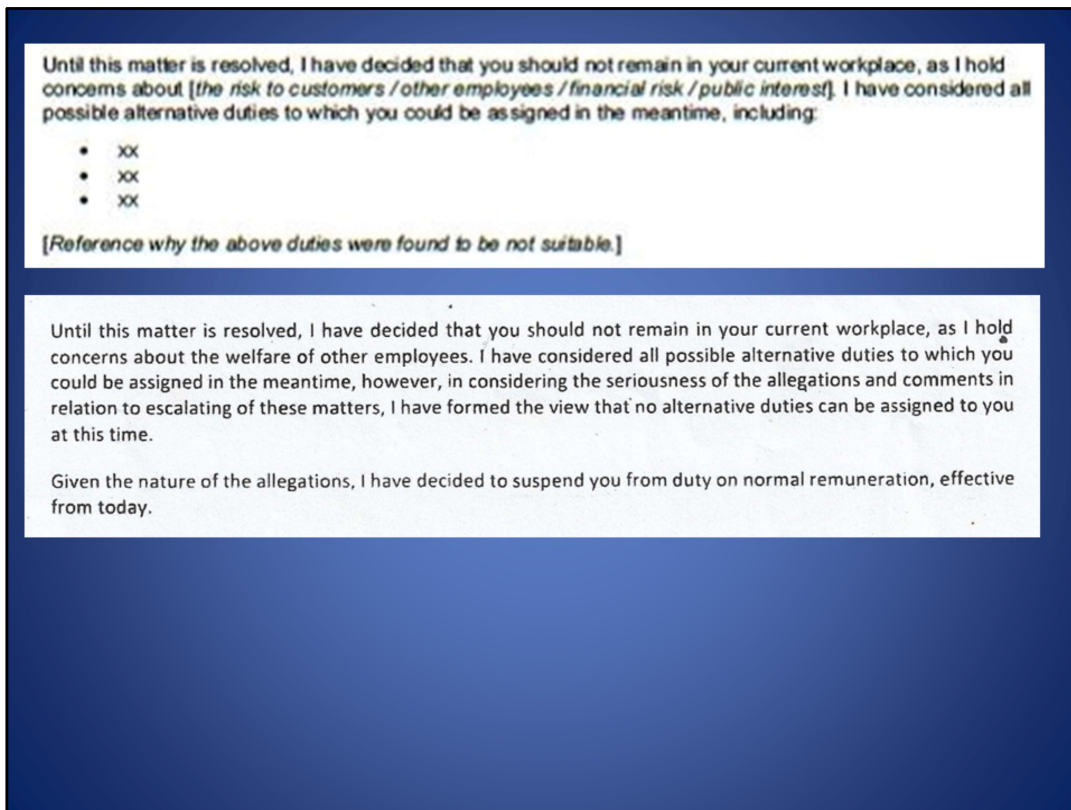 Until this matter is resolved, I have decided that you should not remain in your current workplace, as I hold
concerns about [the risk to customers / other employees / financial risk / public interest]. I have considered all
possible alternative duties to which you could be assigned in the meantime, including:
• xx
• xx
• xx
[Reference why the above duties were found to be not suitable.]
Until this matter is resolved, I have decided that you should not remain in your current workplace, as I hold
concerns about the welfare of other employees. I have considered all possible alternative duties to which you
could be assigned in the meantime, however, in considering the seriousness of the allegations and comments in
relation to escalating of these matters, I have formed the view that no alternative duties can be assigned to you
at this time.
Given the nature of the allegations, I have decided to suspend you from duty on normal remuneration, effective
from today.